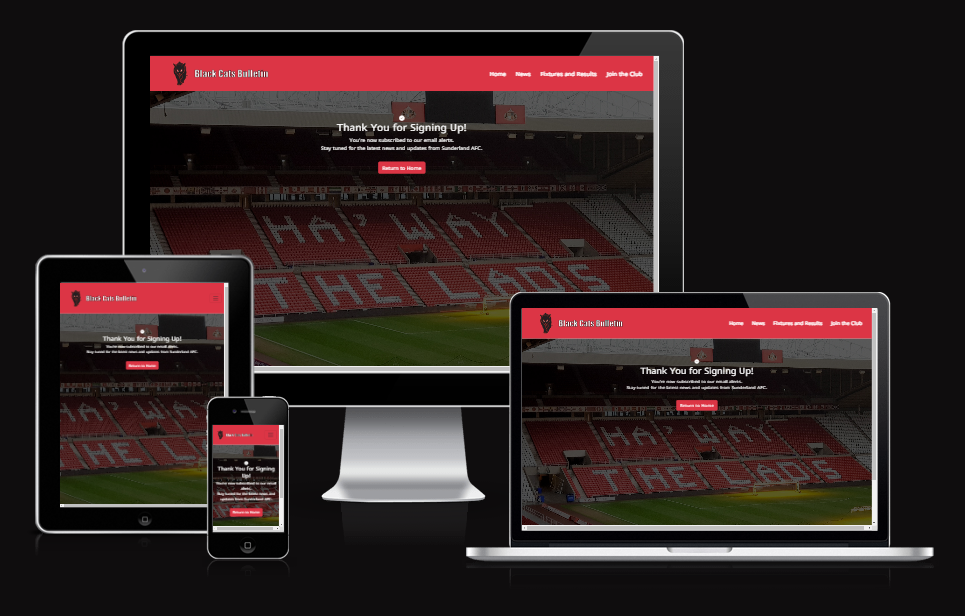 Black Cats Bulletin
Home News Fixtures and Results Join the Club
Thank You for Signing Up!
You're now subscribed to our email alerts.
Stay tuned for the latest news and updates from Sunderland AFC.
Return to Home
HA' WAY
THE LADS
Black Cats Bulletin
Thank You for Signing Up!
You're now subscribed to our email alerts.
Stay tuned for the latest news and updates from Sunderland AFC.
Return to Home
HA' WAY
THE L
Thank You for Signing
Up!
You're now subscribed to our email
alerts.
Stay tuned for the latest news and
updates from Sunderland AFC.
Return to Home
Black Cats Bulletin
Home News Fixtures and Results Join the Club
Thank You for Signing Up!
You're now subscribed to our email alerts.
Stay tuned for the latest news and updates from Sunderland AFC.
Return to Home
HA' WAY
THE LADS